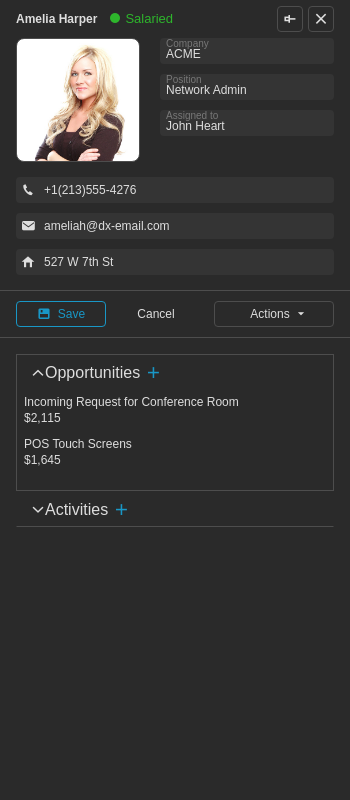 Amelia Harper
Salaried
Company
ACME
Position
Network Admin
Assigned to
John Heart
+1(213)555-4276
ameliah@dx-email.com
527 W 7th St
Save
Cancel
Actions
Opportunities
Incoming Request for Conference Room
$2,115
POS Touch Screens
$1,645
Activities